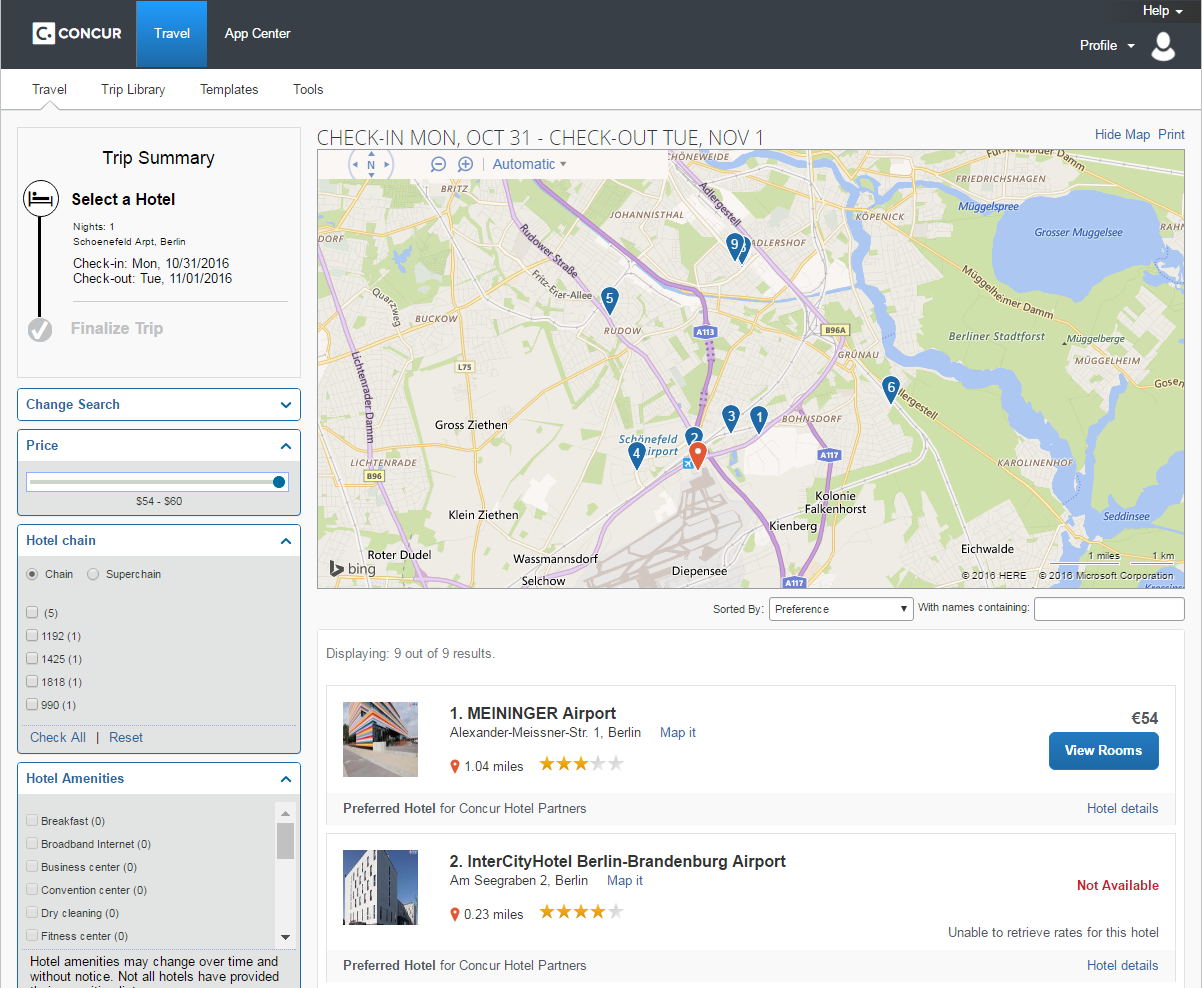 Help
C. CONCUR
Travel
App Center
Profile
Travel
Trip Library
Templates
Tools
Trip Summary
Select a Hotel
Nights: 1
Schoenefeld Arpt, Berlin
Check-in: Mon, 10/31/2016
Check-out: Tue, 11/01/2016
Finalize Trip
Change Search
Price
$54 - $60
Hotel chain
Chain
Superchain
(5)
1192 (1)
1425 (1)
1818 (1)
990 (1)
Check All | Reset
Hotel Amenities
Breakfast (0)
Broadband Internet (0)
Business center (0)
Convention center (0)
Dry cleaning (0)
Fitness center (0)
Hotel amenities may change over time and
without notice. Not all hotels have provided
CHECK-IN MON, OCT 31 - CHECK-OUT TUE, NOV 1
Hide Map Print
N
Automatic
BRITZ
JOHANNISTHAL
Adlergestell
KÖPENICK
FRIEDRICHSHAGEN
Müggelspree
Grosser Muggelsee
Rudower Straße
9
ADLERSHOF
Fritz-Erler-Allee
5
Quarzweg
BUCKOW
RUDOW
A113
B96A
Müggelheimer Damm
Berliner Stadtforst
Müggelberge
GRÜNAU
MÜGGELHEIM
L75
Lichtenrader Damm
6
Adlergestell
Gosen
3
1
BOHNSDORF
Gross Ziethen
2
Schönefeld
Airport
4
LICHTENRADE
B96
A117
KAROLINENHOF
Kolonie
Falkenhorst
Klein Ziethen
Kienberg
Seddinsee
Roter Dudel
Wassmannsdorf
Eichwalde
1 miles
1 km
bing
Selchow
Diepensee
A117
© 2016 HERE
© 2016 Microsoft Corporation
Sorted By:
Preference
With names containing:
Displaying: 9 out of 9 results.
1. MEININGER Airport
Alexander-Meissner-Str. 1, Berlin
Map it
1.04 miles
€54
View Rooms
Preferred Hotel for Concur Hotel Partners
Hotel details
2. InterCityHotel Berlin-Brandenburg Airport
Am Seegraben 2, Berlin
Map it
0.23 miles
Not Available
Unable to retrieve rates for this hotel
Preferred Hotel for Concur Hotel Partners
Hotel details